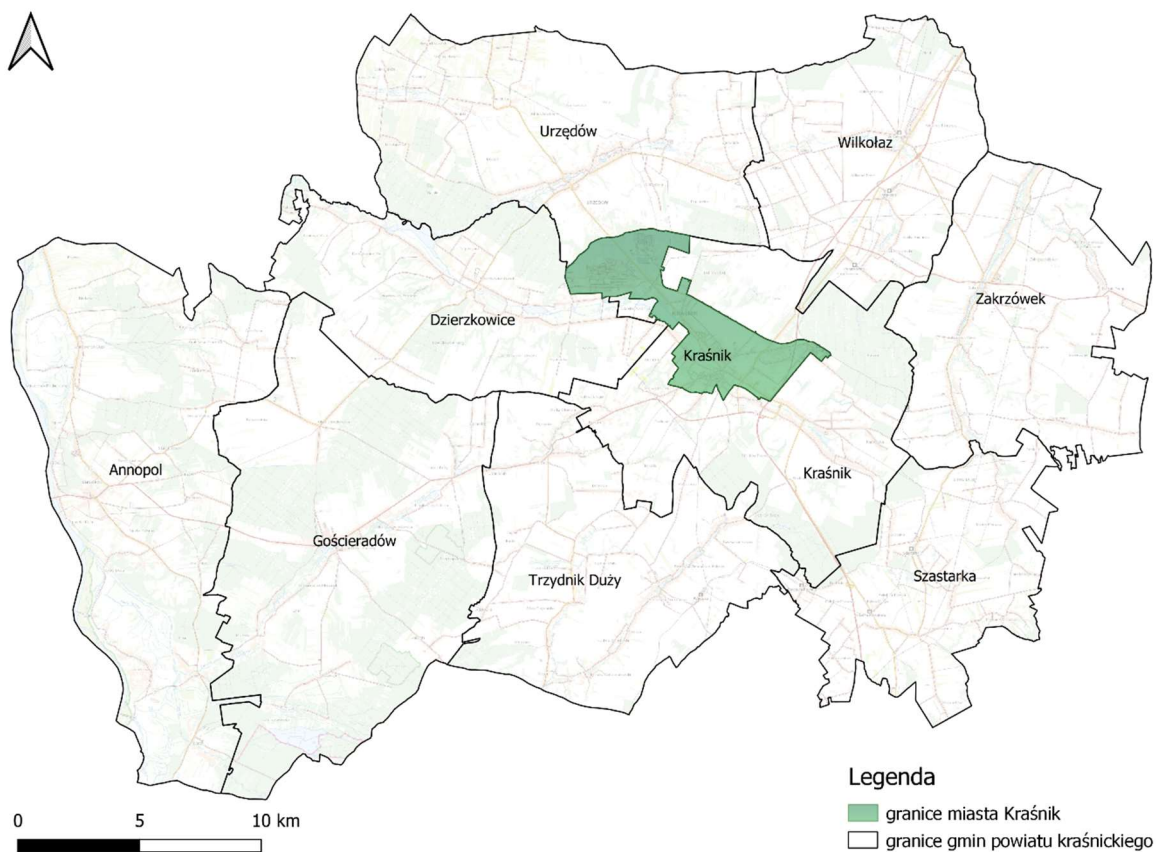 Urzędów
Wilkołaz
Zakrzówek
Dzierzkowice
Kraśnik
Annopol
Kraśnik
Gościeradów
Trzydnik Duży
Szastarka
Legenda
granice miasta Kraśnik
granice gmin powiatu kraśnickiego
0 5 10 km